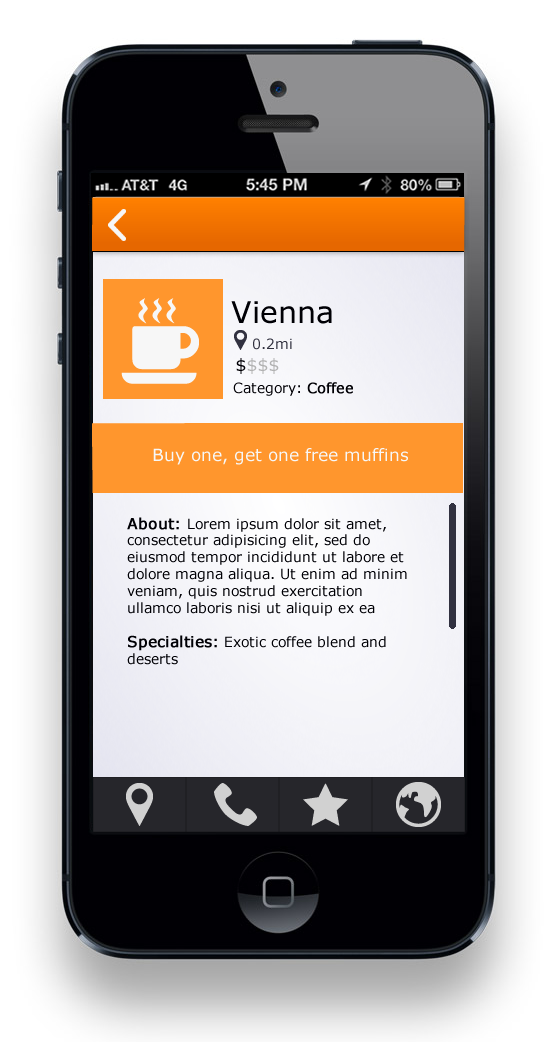 AT&T 4G 5:45 PM 80%
Vienna
0.2mi
$$$$
Category: Coffee
Buy one, get one free muffins
About: Lorem ipsum dolor sit amet,
consectetur adipisicing elit, sed do
eiusmod tempor incididunt ut labore et
dolore magna aliqua. Ut enim ad minim
veniam, quis nostrud exercitation
ullamco laboris nisi ut aliquip ex ea
Specialties: Exotic coffee blend and
deserts